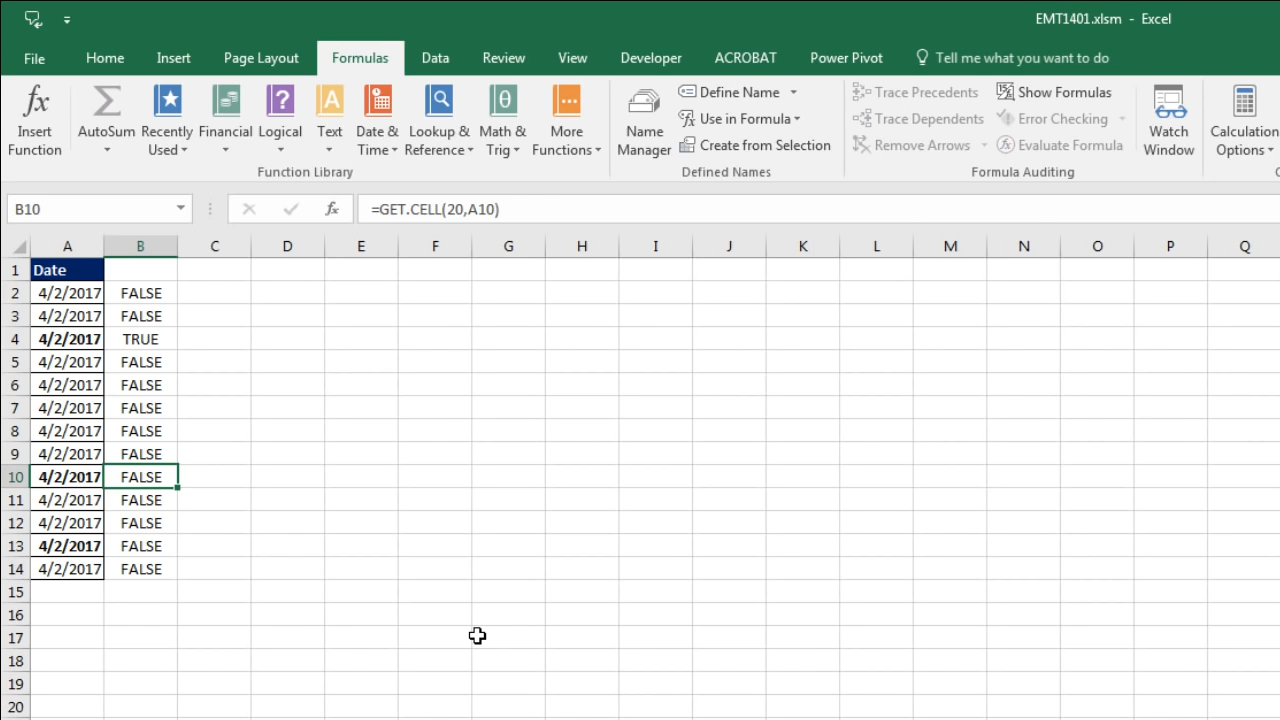 EMT1401.xlsm - Excel
File Home Insert Page Layout Formulas Data Review View Developer ACROBAT Power Pivot Tell me what you want to do
fx Insert Function
Σ AutoSum
Recently Used
Financial
? Logical
A Text
Date & Time
Lookup & Reference
θ Math & Trig
More Functions
Function Library
Name Manager
Define Name
Use in Formula
Create from Selection
Defined Names
Trace Precedents
Trace Dependents
Remove Arrows
Show Formulas
Error Checking
Evaluate Formula
Formula Auditing
Watch Window
Calculation Options
B10 fx =GET.CELL(20,A10)
A B C D E F G H I J K L M N O P Q
1 Date
2 4/2/2017 FALSE
3 4/2/2017 FALSE
4 4/2/2017 TRUE
5 4/2/2017 FALSE
6 4/2/2017 FALSE
7 4/2/2017 FALSE
8 4/2/2017 FALSE
9 4/2/2017 FALSE
10 4/2/2017 FALSE
11 4/2/2017 FALSE
12 4/2/2017 FALSE
13 4/2/2017 FALSE
14 4/2/2017 FALSE
15
16
17
18
19
20